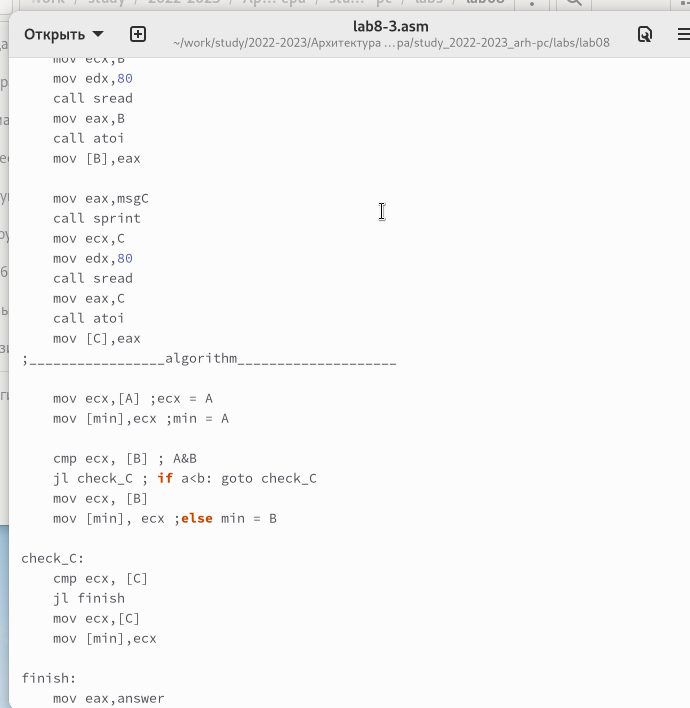 lab8-3.asm
Открыть
~/work/study/2022-2023/Архитектура ...pa/study_2022-2023_arh-pc/labs/lab08
mov ecx,B
mov edx,80
call sread
mov eax,B
call atoi
mov [B],eax
mov eax,msgC
call sprint
mov ecx,C
mov edx,80
call sread
mov eax,C
call atoi
mov [C],eax
;_________________algorithm____________________
mov ecx,[A] ;ecx = A
mov [min],ecx ;min = A
cmp ecx, [B] ; A&B
jl check_C ; if a<b: goto check_C
mov ecx, [B]
mov [min], ecx ;else min = B
check_C:
cmp ecx, [C]
jl finish
mov ecx,[C]
mov [min],ecx
finish:
mov eax,answer